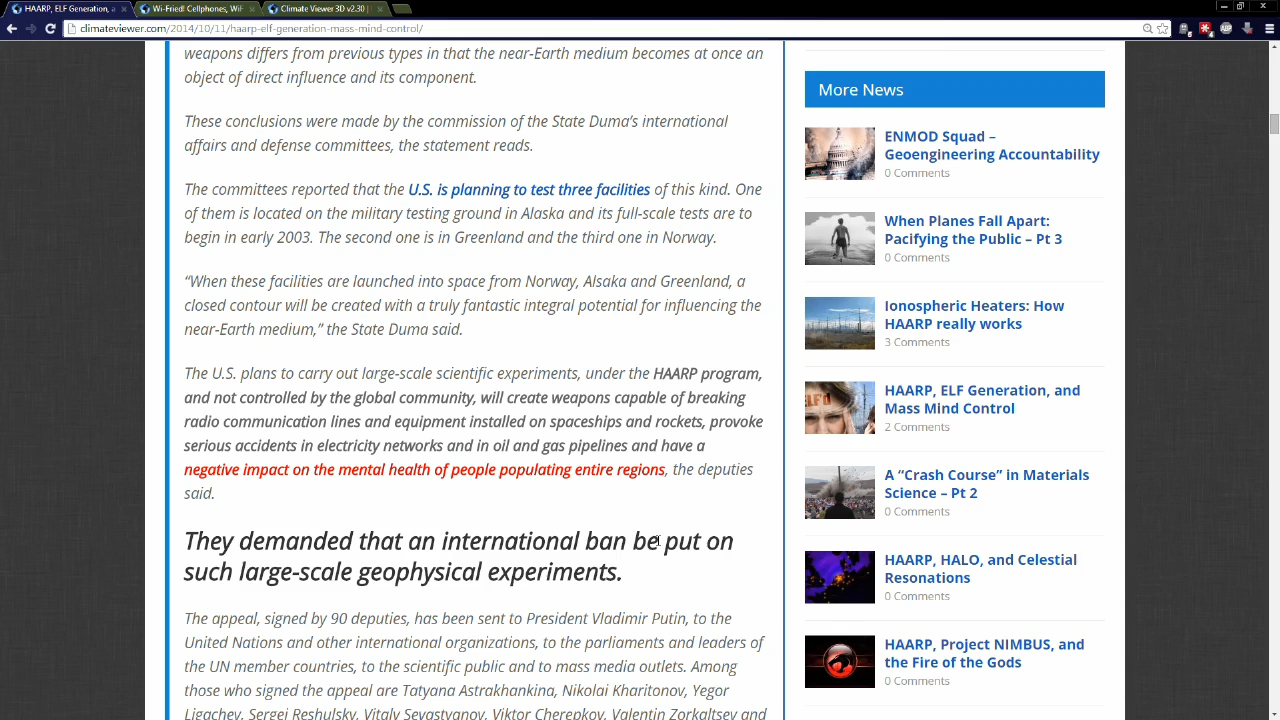 HAARP, ELF Generation, a
Wi-Fried! Cellphones, WiF
Climate Viewer 3D v2.30 |
climateviewer.com/2014/10/11/haarp-elf-generation-mass-mind-control/
weapons differs from previous types in that the near-Earth medium becomes at once an
object of direct influence and its component.
These conclusions were made by the commission of the State Duma's international
affairs and defense committees, the statement reads.
The committees reported that the U.S. is planning to test three facilities of this kind. One
of them is located on the military testing ground in Alaska and its full-scale tests are to
begin in early 2003. The second one is in Greenland and the third one in Norway.
“When these facilities are launched into space from Norway, Alsaka and Greenland, a
closed contour will be created with a truly fantastic integral potential for influencing the
near-Earth medium,” the State Duma said.
The U.S. plans to carry out large-scale scientific experiments, under the HAARP program,
and not controlled by the global community, will create weapons capable of breaking
radio communication lines and equipment installed on spaceships and rockets, provoke
serious accidents in electricity networks and in oil and gas pipelines and have a
negative impact on the mental health of people populating entire regions, the deputies
said.
They demanded that an international ban be put on
such large-scale geophysical experiments.
The appeal, signed by 90 deputies, has been sent to President Vladimir Putin, to the
United Nations and other international organizations, to the parliaments and leaders of
the UN member countries, to the scientific public and to mass media outlets. Among
those who signed the appeal are Tatyana Astrakhankina, Nikolai Kharitonov, Yegor
Ligachev, Sergei Reshulsky, Vitaly Sevastyanov, Viktor Cherepkov, Valentin Zorkaltsev and
More News
ENMOD Squad –
Geoengineering Accountability
0 Comments
When Planes Fall Apart:
Pacifying the Public – Pt 3
0 Comments
Ionospheric Heaters: How
HAARP really works
3 Comments
HAARP, ELF Generation, and
Mass Mind Control
2 Comments
A “Crash Course” in Materials
Science – Pt 2
0 Comments
HAARP, HALO, and Celestial
Resonations
0 Comments
HAARP, Project NIMBUS, and
the Fire of the Gods
0 Comments